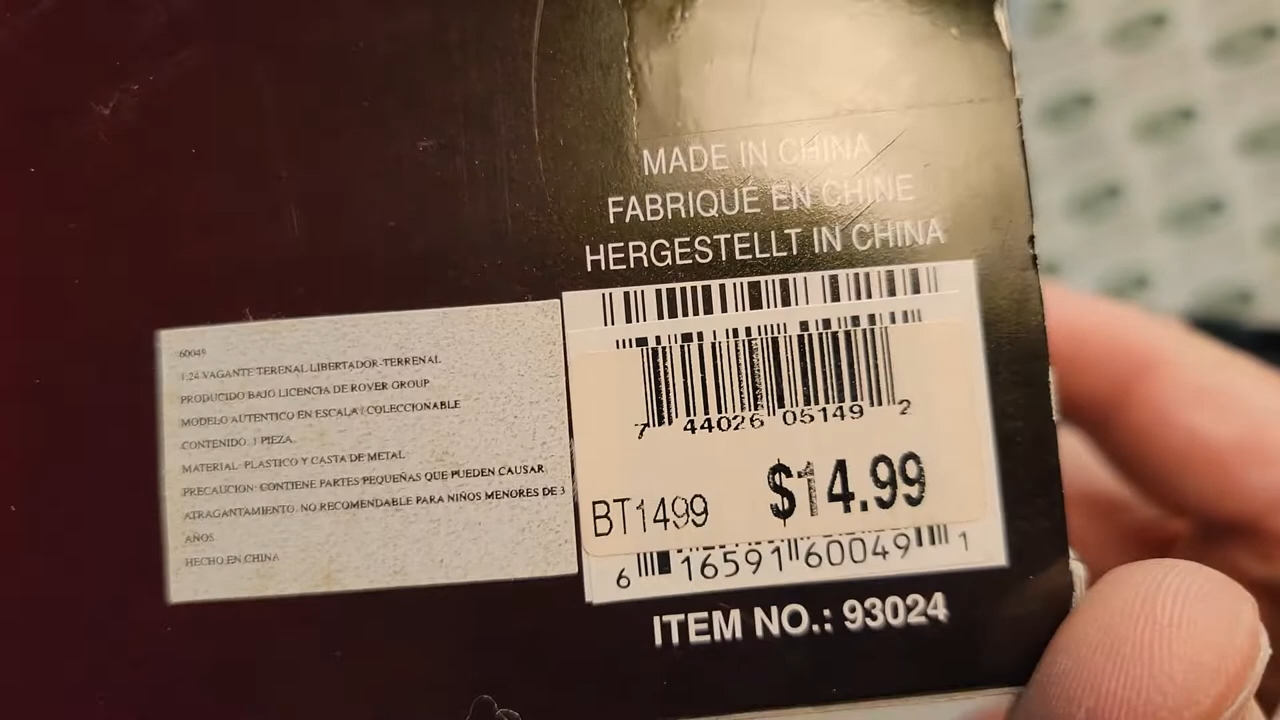 MADE IN CHINA
FABRIQUÉ EN CHINE
HERGESTELLT IN CHINA
60049
1:24 VAGANTE TERENAL LIBERTADOR-TERRENAL
PRODUCIDO BAJO LICENCIA DE ROVER GROUP
MODELO AUTENTICO EN ESCALA / COLECCIONABLE
CONTENIDO: 1 PIEZA.
MATERIAL: PLASTICO Y CASTA DE METAL
PRECAUCION: CONTIENE PARTES PEQUEÑAS QUE PUEDEN CAUSAR
ATRAGANTAMIENTO. NO RECOMENDABLE PARA NIÑOS MENORES DE 3
AÑOS.
HECHO EN CHINA
7 44026 05149 2
BT1499 $14.99
6 16591 60049 1
ITEM NO.: 93024